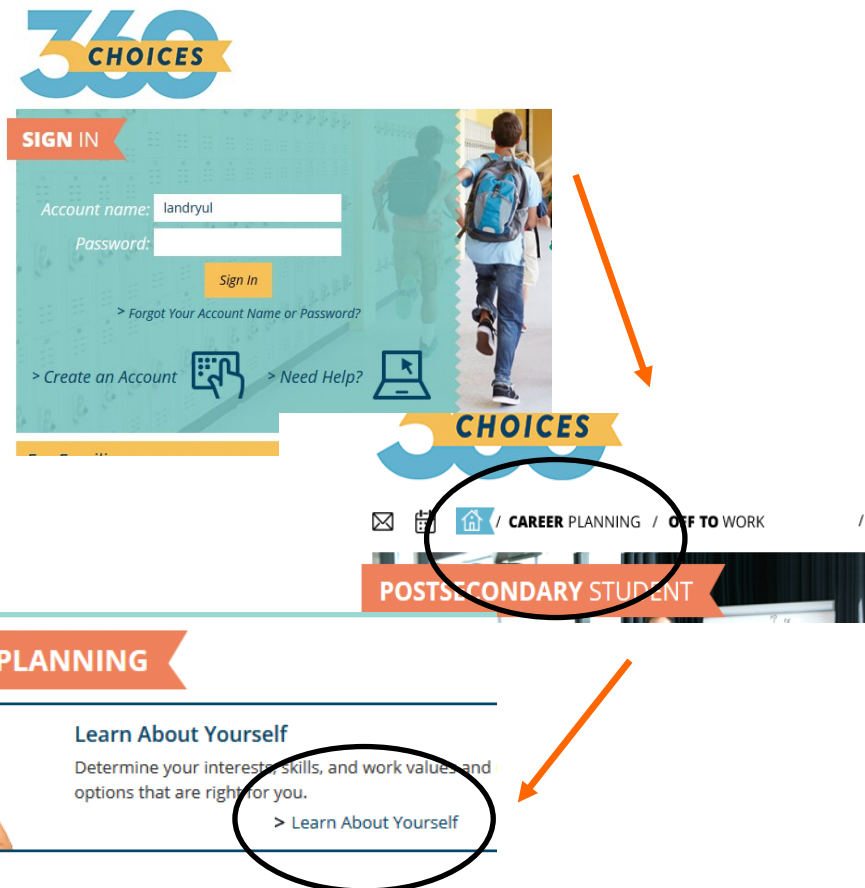 360
CHOICES
SIGN IN
Account name: landryul
Password:
Sign In
> Forgot Your Account Name or Password?
> Create an Account
> Need Help?
CHOICES
/ CAREER PLANNING / OFF TO WORK /
POSTSECONDARY STUDENT
PLANNING
Learn About Yourself
Determine your interests, skills, and work values and
options that are right for you.
> Learn About Yourself